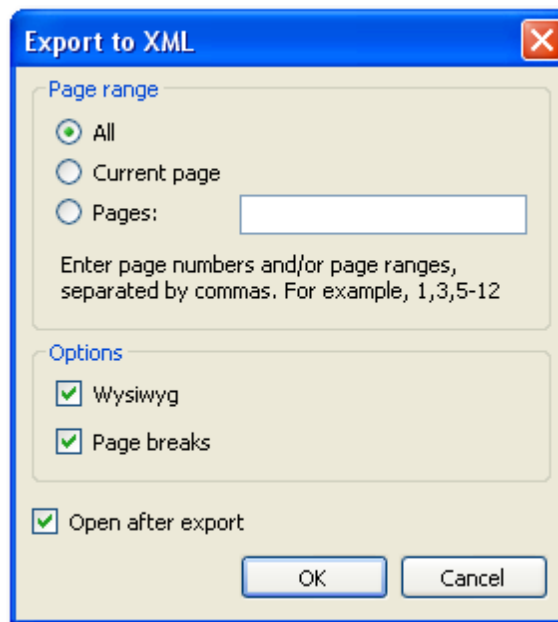 Export to XML
Page range
All
Current page
Pages:
Enter page numbers and/or page ranges,
separated by commas. For example, 1,3,5-12
Options
Wysiwyg
Page breaks
Open after export
OK
Cancel